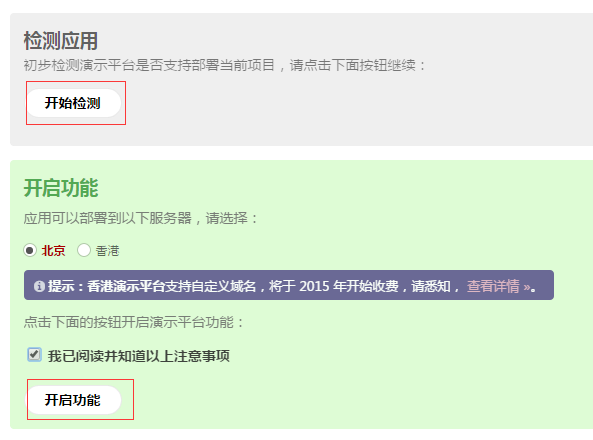 检测应用
初步检测演示平台是否支持部署当前项目，请点击下面按钮继续：
开始检测
开启功能
应用可以部署到以下服务器，请选择：
北京 香港
提示：香港演示平台支持自定义域名，将于 2015 年开始收费，请悉知， 查看详情 »。
点击下面的按钮开启演示平台功能：
我已阅读并知道以上注意事项
开启功能